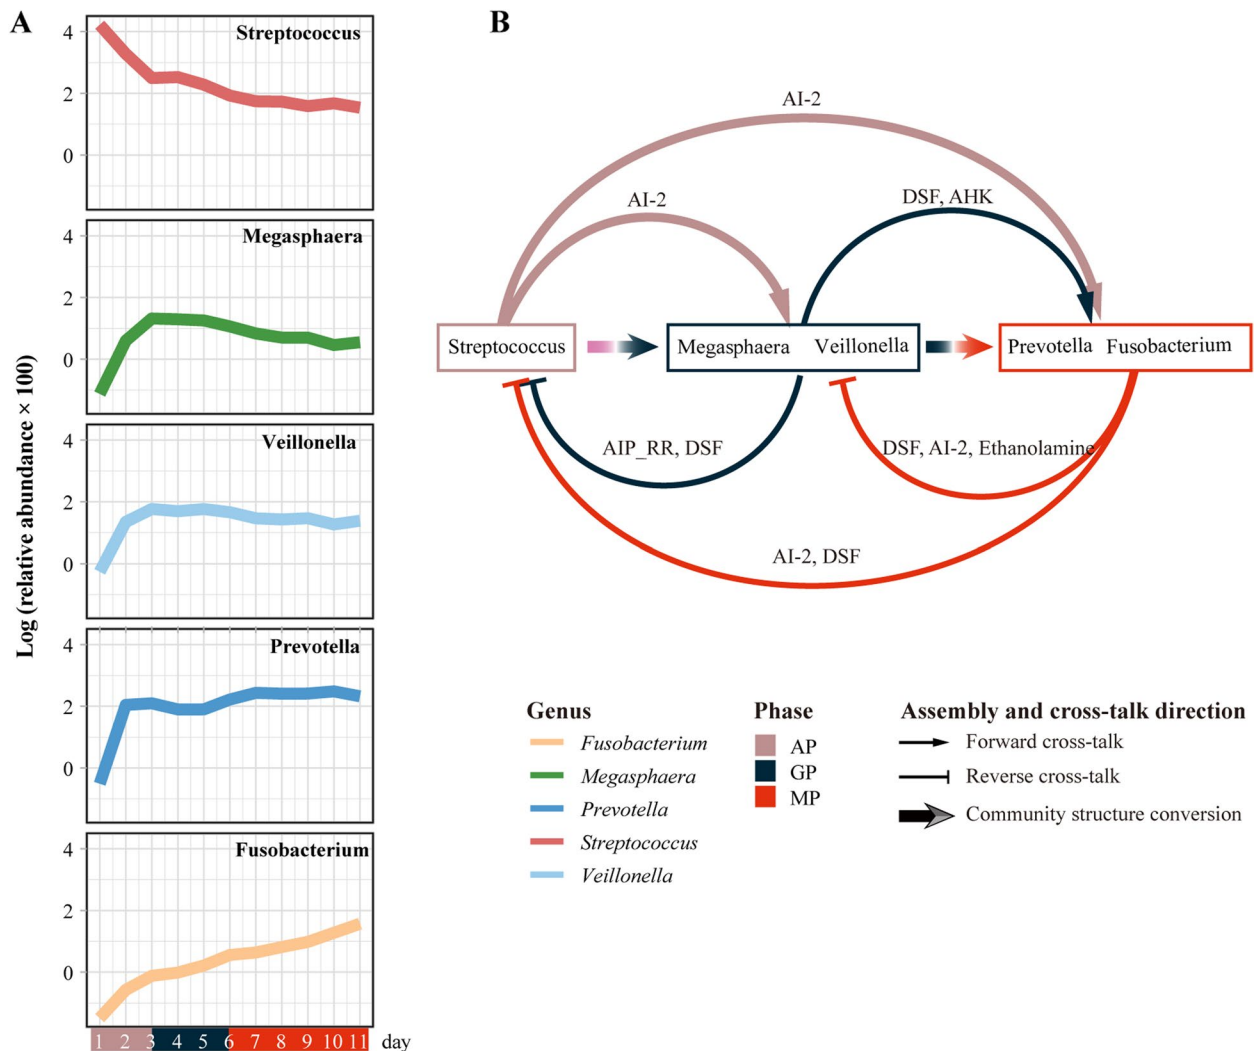 A
B
Log (relative abundance × 100)
Streptococcus
4
2
0
Megasphaera
4
2
0
Veillonella
4
2
0
Prevotella
4
2
0
Fusobacterium
4
2
0
1 2 3 4 5 6 7 8 9 10 11 day
AI-2
AI-2
DSF, AHK
Streptococcus
Megasphaera Veillonella
Prevotella Fusobacterium
AIP_RR, DSF
DSF, AI-2, Ethanolamine
AI-2, DSF
Genus
Fusobacterium
Megasphaera
Prevotella
Streptococcus
Veillonella
Phase
AP
GP
MP
Assembly and cross-talk direction
Forward cross-talk
Reverse cross-talk
Community structure conversion